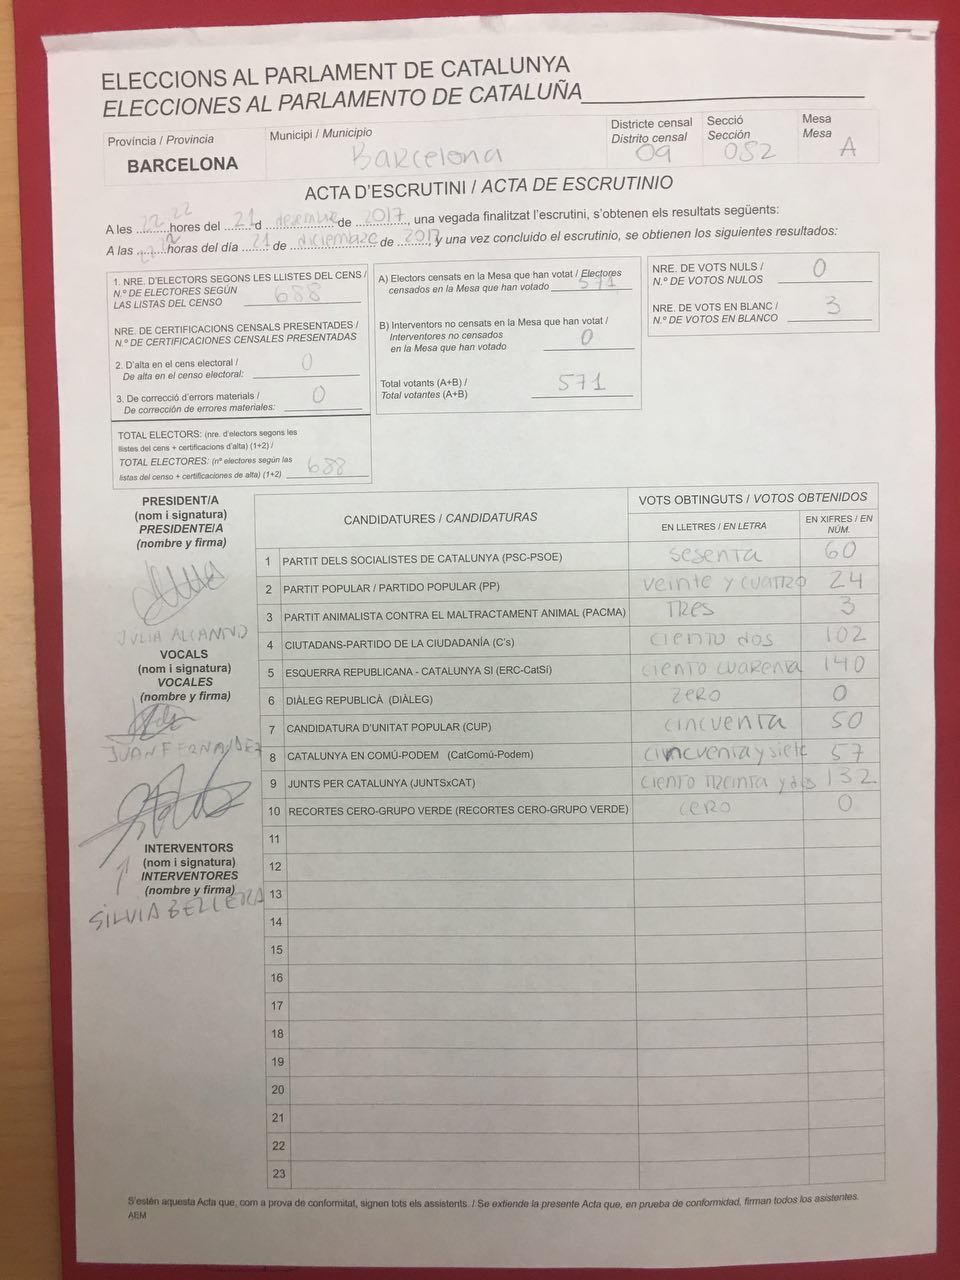 ELECCIONS AL PARLAMENT DE CATALUNYA
ELECCIONES AL PARLAMENTO DE CATALUÑA
Província / Provincia
BARCELONA
Municipi / Municipio
Barcelona
Districte censal
Distrito censal
09
Secció
Sección
052
Mesa
Mesa
A
ACTA D'ESCRUTINI / ACTA DE ESCRUTINIO
A les 22 22 hores del 21 d desembre de 2017, una vegada finalitzat l'escrutini, s'obtenen els resultats següents:
A las 22 22 horas del día 21 de diciembre de 2017 y una vez concluido el escrutinio, se obtienen los siguientes resultados:
1. NRE. D'ELECTORS SEGONS LES LLISTES DEL CENS /
N.º DE ELECTORES SEGÚN
LAS LISTAS DEL CENSO 688
NRE. DE CERTIFICACIONS CENSALS PRESENTADES /
N.º DE CERTIFICACIONES CENSALES PRESENTADAS
2. D'alta en el cens electoral /
De alta en el censo electoral: 0
3. De correcció d'errors materials /
De corrección de errores materiales: 0
TOTAL ELECTORS: (nre. d'electors segons les
llistes del cens + certificacions d'alta) (1+2) /
TOTAL ELECTORES: (nº electores según las
listas del censo + certificaciones de alta) (1+2) 688
A) Electors censats en la Mesa que han votat / Electores
censados en la Mesa que han votado 571
B) Interventors no censats en la Mesa que han votat /
Interventores no censados
en la Mesa que han votado 0
Total votants (A+B) /
Total votantes (A+B) 571
NRE. DE VOTS NULS /
N.º DE VOTOS NULOS 0
NRE. DE VOTS EN BLANC /
N.º DE VOTOS EN BLANCO 3
PRESIDENT/A
(nom i signatura)
PRESIDENTE/A
(nombre y firma)
JULIA
VOCALS
(nom i signatura)
VOCALES
(nombre y firma)
JUAN FERNANDEZ
INTERVENTORS
(nom i signatura)
INTERVENTORES
(nombre y firma)
SILVIA BELLERA
CANDIDATURES / CANDIDATURAS
VOTS OBTINGUTS / VOTOS OBTENIDOS
EN LLETRES / EN LETRA
EN XIFRES / EN NÚM.
1 PARTIT DELS SOCIALISTES DE CATALUNYA (PSC-PSOE) sesenta 60
2 PARTIT POPULAR / PARTIDO POPULAR (PP) veinte y cuatro 24
3 PARTIT ANIMALISTA CONTRA EL MALTRACTAMENT ANIMAL (PACMA) Tres 3
4 CIUTADANS-PARTIDO DE LA CIUDADANÍA (C's) ciento dos 102
5 ESQUERRA REPUBLICANA - CATALUNYA SI (ERC-CatSí) ciento cuarenta 140
6 DIÀLEG REPUBLICÀ (DIÀLEG) zero 0
7 CANDIDATURA D'UNITAT POPULAR (CUP) cincuenta 50
8 CATALUNYA EN COMÚ-PODEM (CatComú-Podem) cincuenta y siete 57
9 JUNTS PER CATALUNYA (JUNTSxCAT) ciento treinta y dos 132
10 RECORTES CERO-GRUPO VERDE (RECORTES CERO-GRUPO VERDE) cero 0
11
12
13
14
15
16
17
18
19
20
21
22
23
S'estén aquesta Acta que, com a prova de conformitat, signen tots els assistents. / Se extiende la presente Acta que, en prueba de conformidad, firman todos los asistentes.
AEM